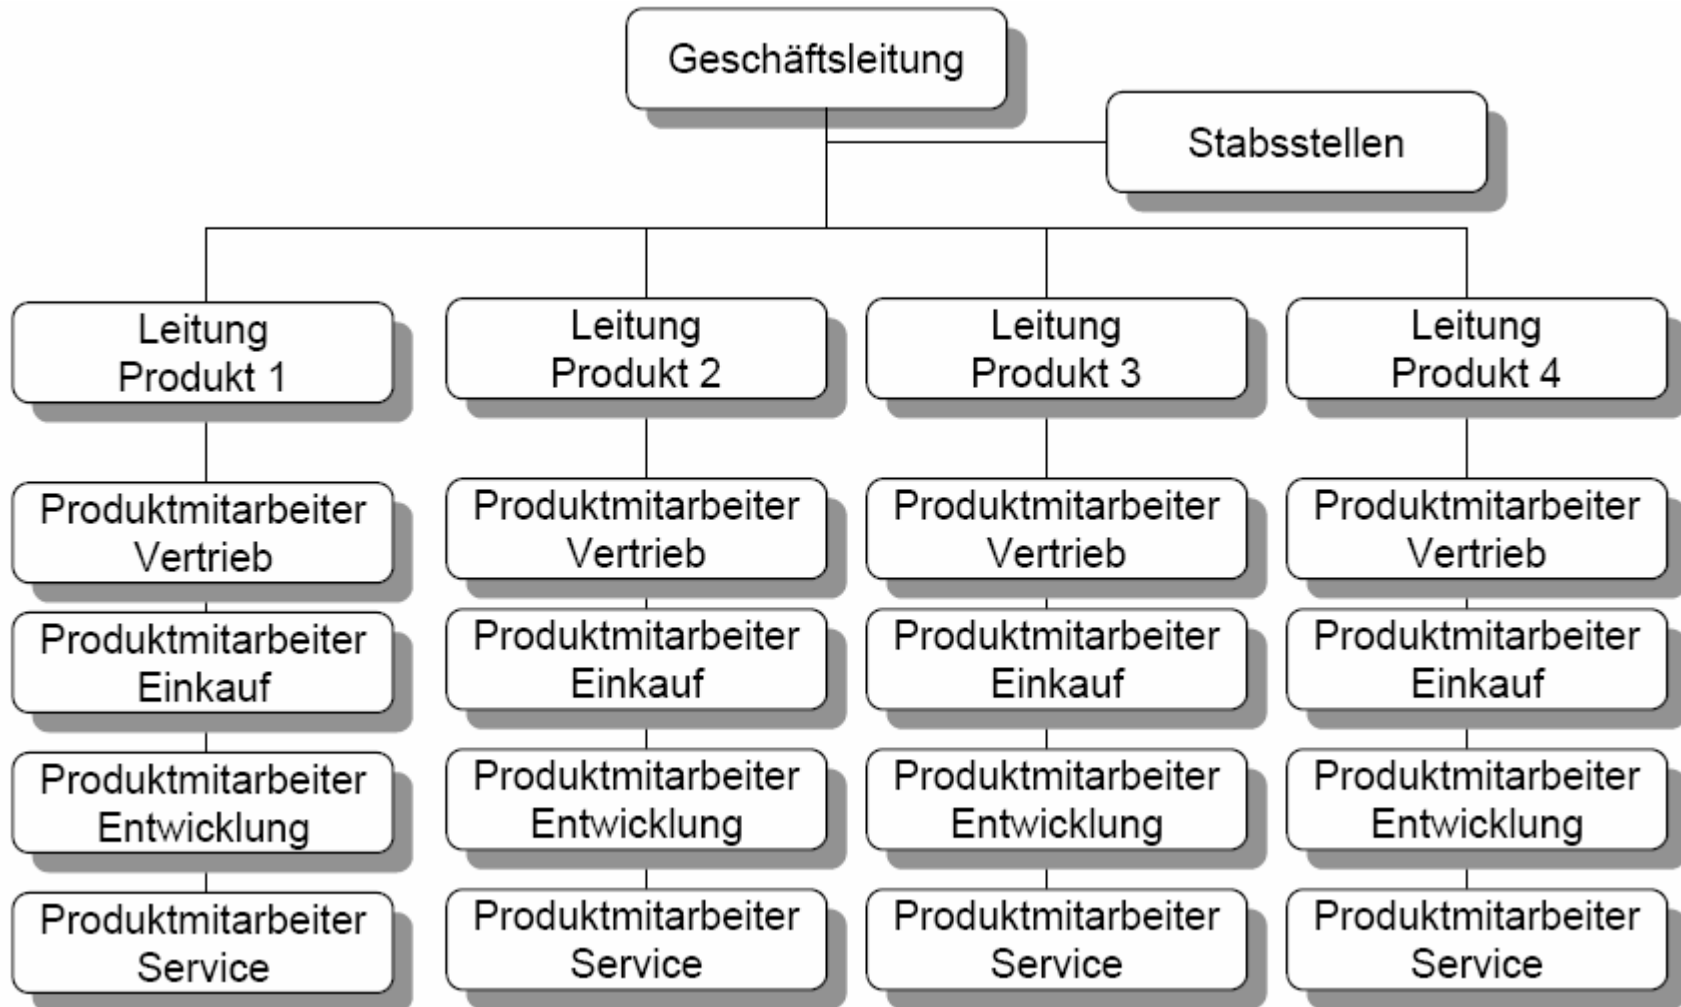 Geschäftsleitung
Stabsstellen
Leitung
Produkt 1
Leitung
Produkt 2
Leitung
Produkt 3
Leitung
Produkt 4
Produktmitarbeiter
Vertrieb
Produktmitarbeiter
Vertrieb
Produktmitarbeiter
Vertrieb
Produktmitarbeiter
Vertrieb
Produktmitarbeiter
Einkauf
Produktmitarbeiter
Einkauf
Produktmitarbeiter
Einkauf
Produktmitarbeiter
Einkauf
Produktmitarbeiter
Entwicklung
Produktmitarbeiter
Entwicklung
Produktmitarbeiter
Entwicklung
Produktmitarbeiter
Entwicklung
Produktmitarbeiter
Service
Produktmitarbeiter
Service
Produktmitarbeiter
Service
Produktmitarbeiter
Service